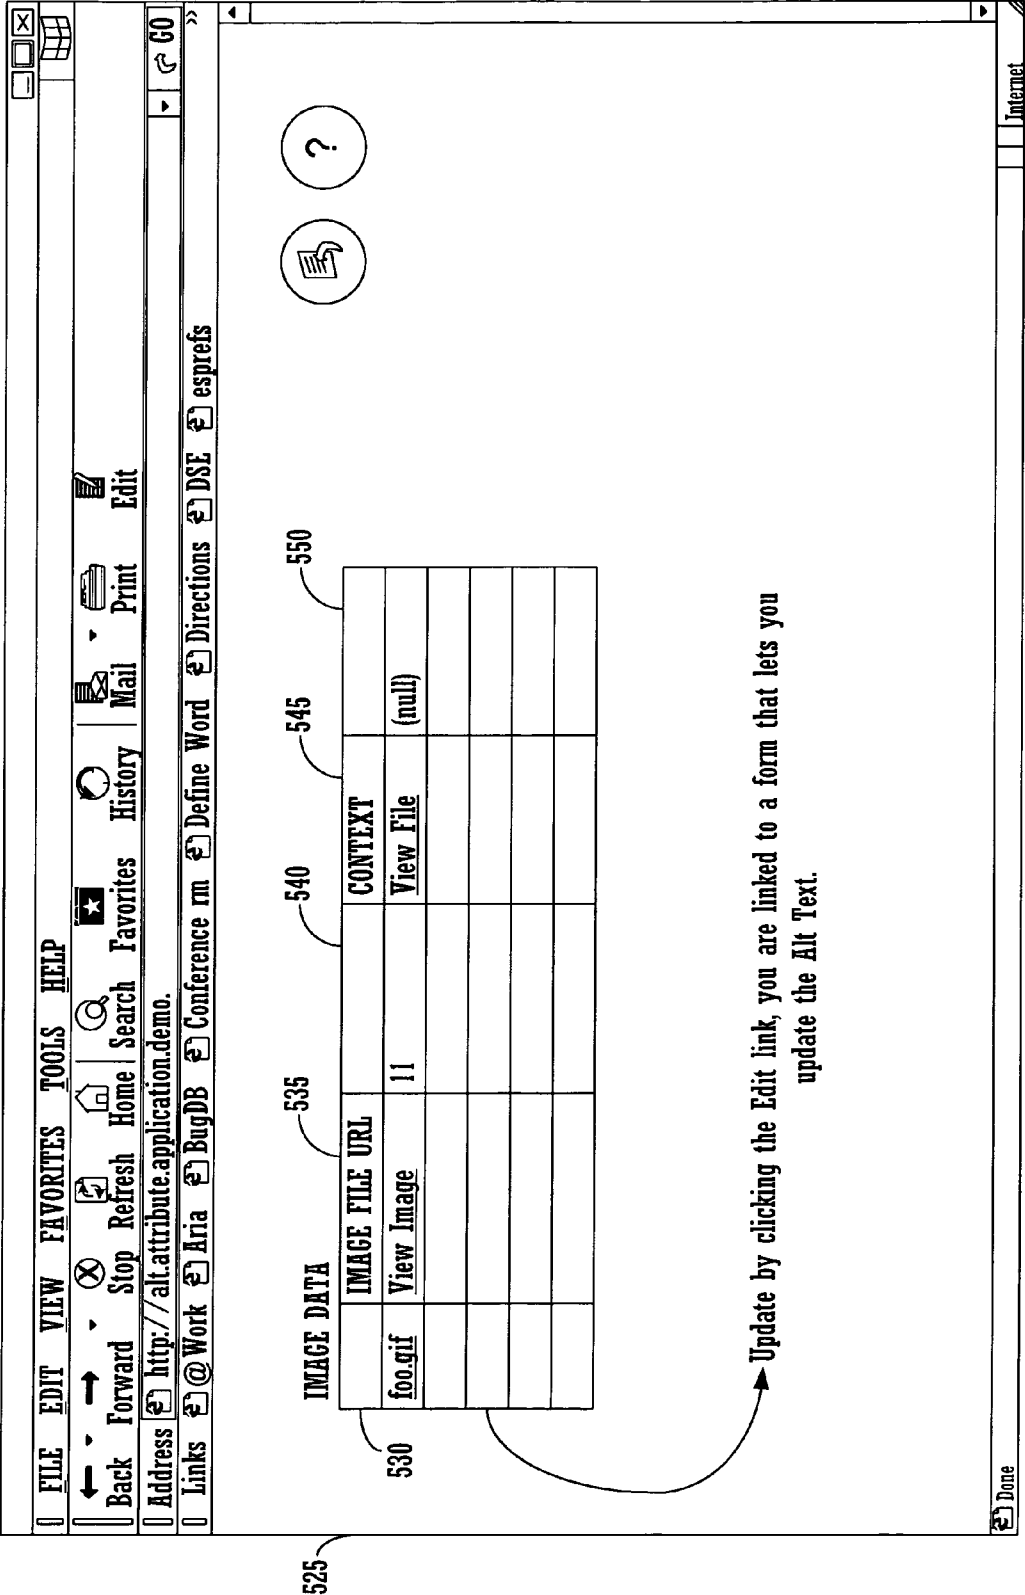 FILE EDIT VIEW FAVORITES TOOLS HELP
Back Forward Stop Refresh Home Search Favorites History Mail Print Edit
Address http://alt.attribute.application.demo. GO
Links @Work Aria BugDB Conference rm Define Word Directions DSE esprefs »
?
IMAGE DATA
535 540 545 550
IMAGE FILE URL CONTEXT
foo.gif View Image 11 View File (null)
530
Update by clicking the Edit link, you are linked to a form that lets you
update the Alt Text.
Done Internet
525